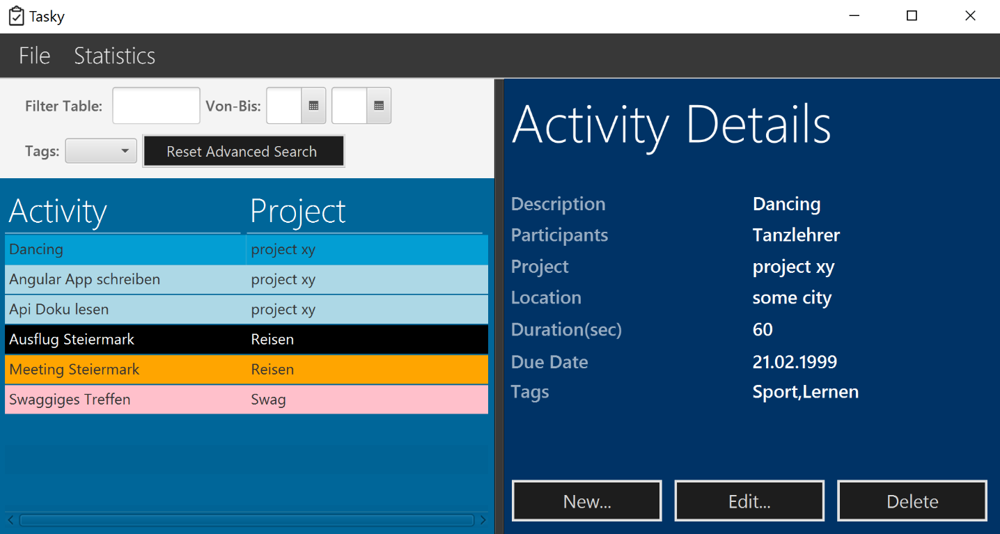 Tasky
File Statistics
Filter Table: Von-Bis:
Tags: Reset Advanced Search
Activity Project
Dancing project xy
Angular App schreiben project xy
Api Doku lesen project xy
Ausflug Steiermark Reisen
Meeting Steiermark Reisen
Swaggiges Treffen Swag
Activity Details
Description Dancing
Participants Tanzlehrer
Project project xy
Location some city
Duration(sec) 60
Due Date 21.02.1999
Tags Sport,Lernen
New... Edit... Delete